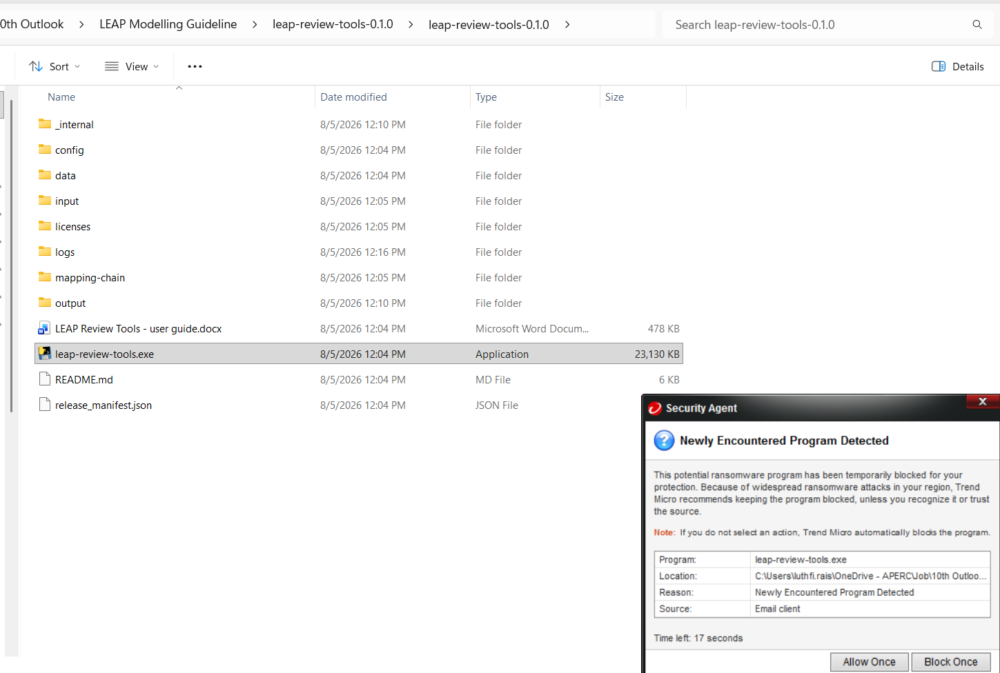 0th Outlook > LEAP Modelling Guideline > leap-review-tools-0.1.0 > leap-review-tools-0.1.0 >
Search leap-review-tools-0.1.0
Sort
View
Details
Name Date modified Type Size
_internal 8/5/2026 12:10 PM File folder
config 8/5/2026 12:04 PM File folder
data 8/5/2026 12:04 PM File folder
input 8/5/2026 12:05 PM File folder
licenses 8/5/2026 12:05 PM File folder
logs 8/5/2026 12:16 PM File folder
mapping-chain 8/5/2026 12:05 PM File folder
output 8/5/2026 12:10 PM File folder
LEAP Review Tools - user guide.docx 8/5/2026 12:04 PM Microsoft Word Docum... 478 KB
leap-review-tools.exe 8/5/2026 12:04 PM Application 23,130 KB
README.md 8/5/2026 12:04 PM MD File 6 KB
release_manifest.json 8/5/2026 12:04 PM JSON File
Security Agent
Newly Encountered Program Detected
This potential ransomware program has been temporarily blocked for your
protection. Because of widespread ransomware attacks in your region, Trend
Micro recommends keeping the program blocked, unless you recognize it or trust
the source.
Note: If you do not select an action, Trend Micro automatically blocks the program.
Program: leap-review-tools.exe
Location: C:\Users\luthfi.rais\OneDrive - APERC\Job\10th Outloo...
Reason: Newly Encountered Program Detected
Source: Email client
Time left: 17 seconds
Allow Once
Block Once